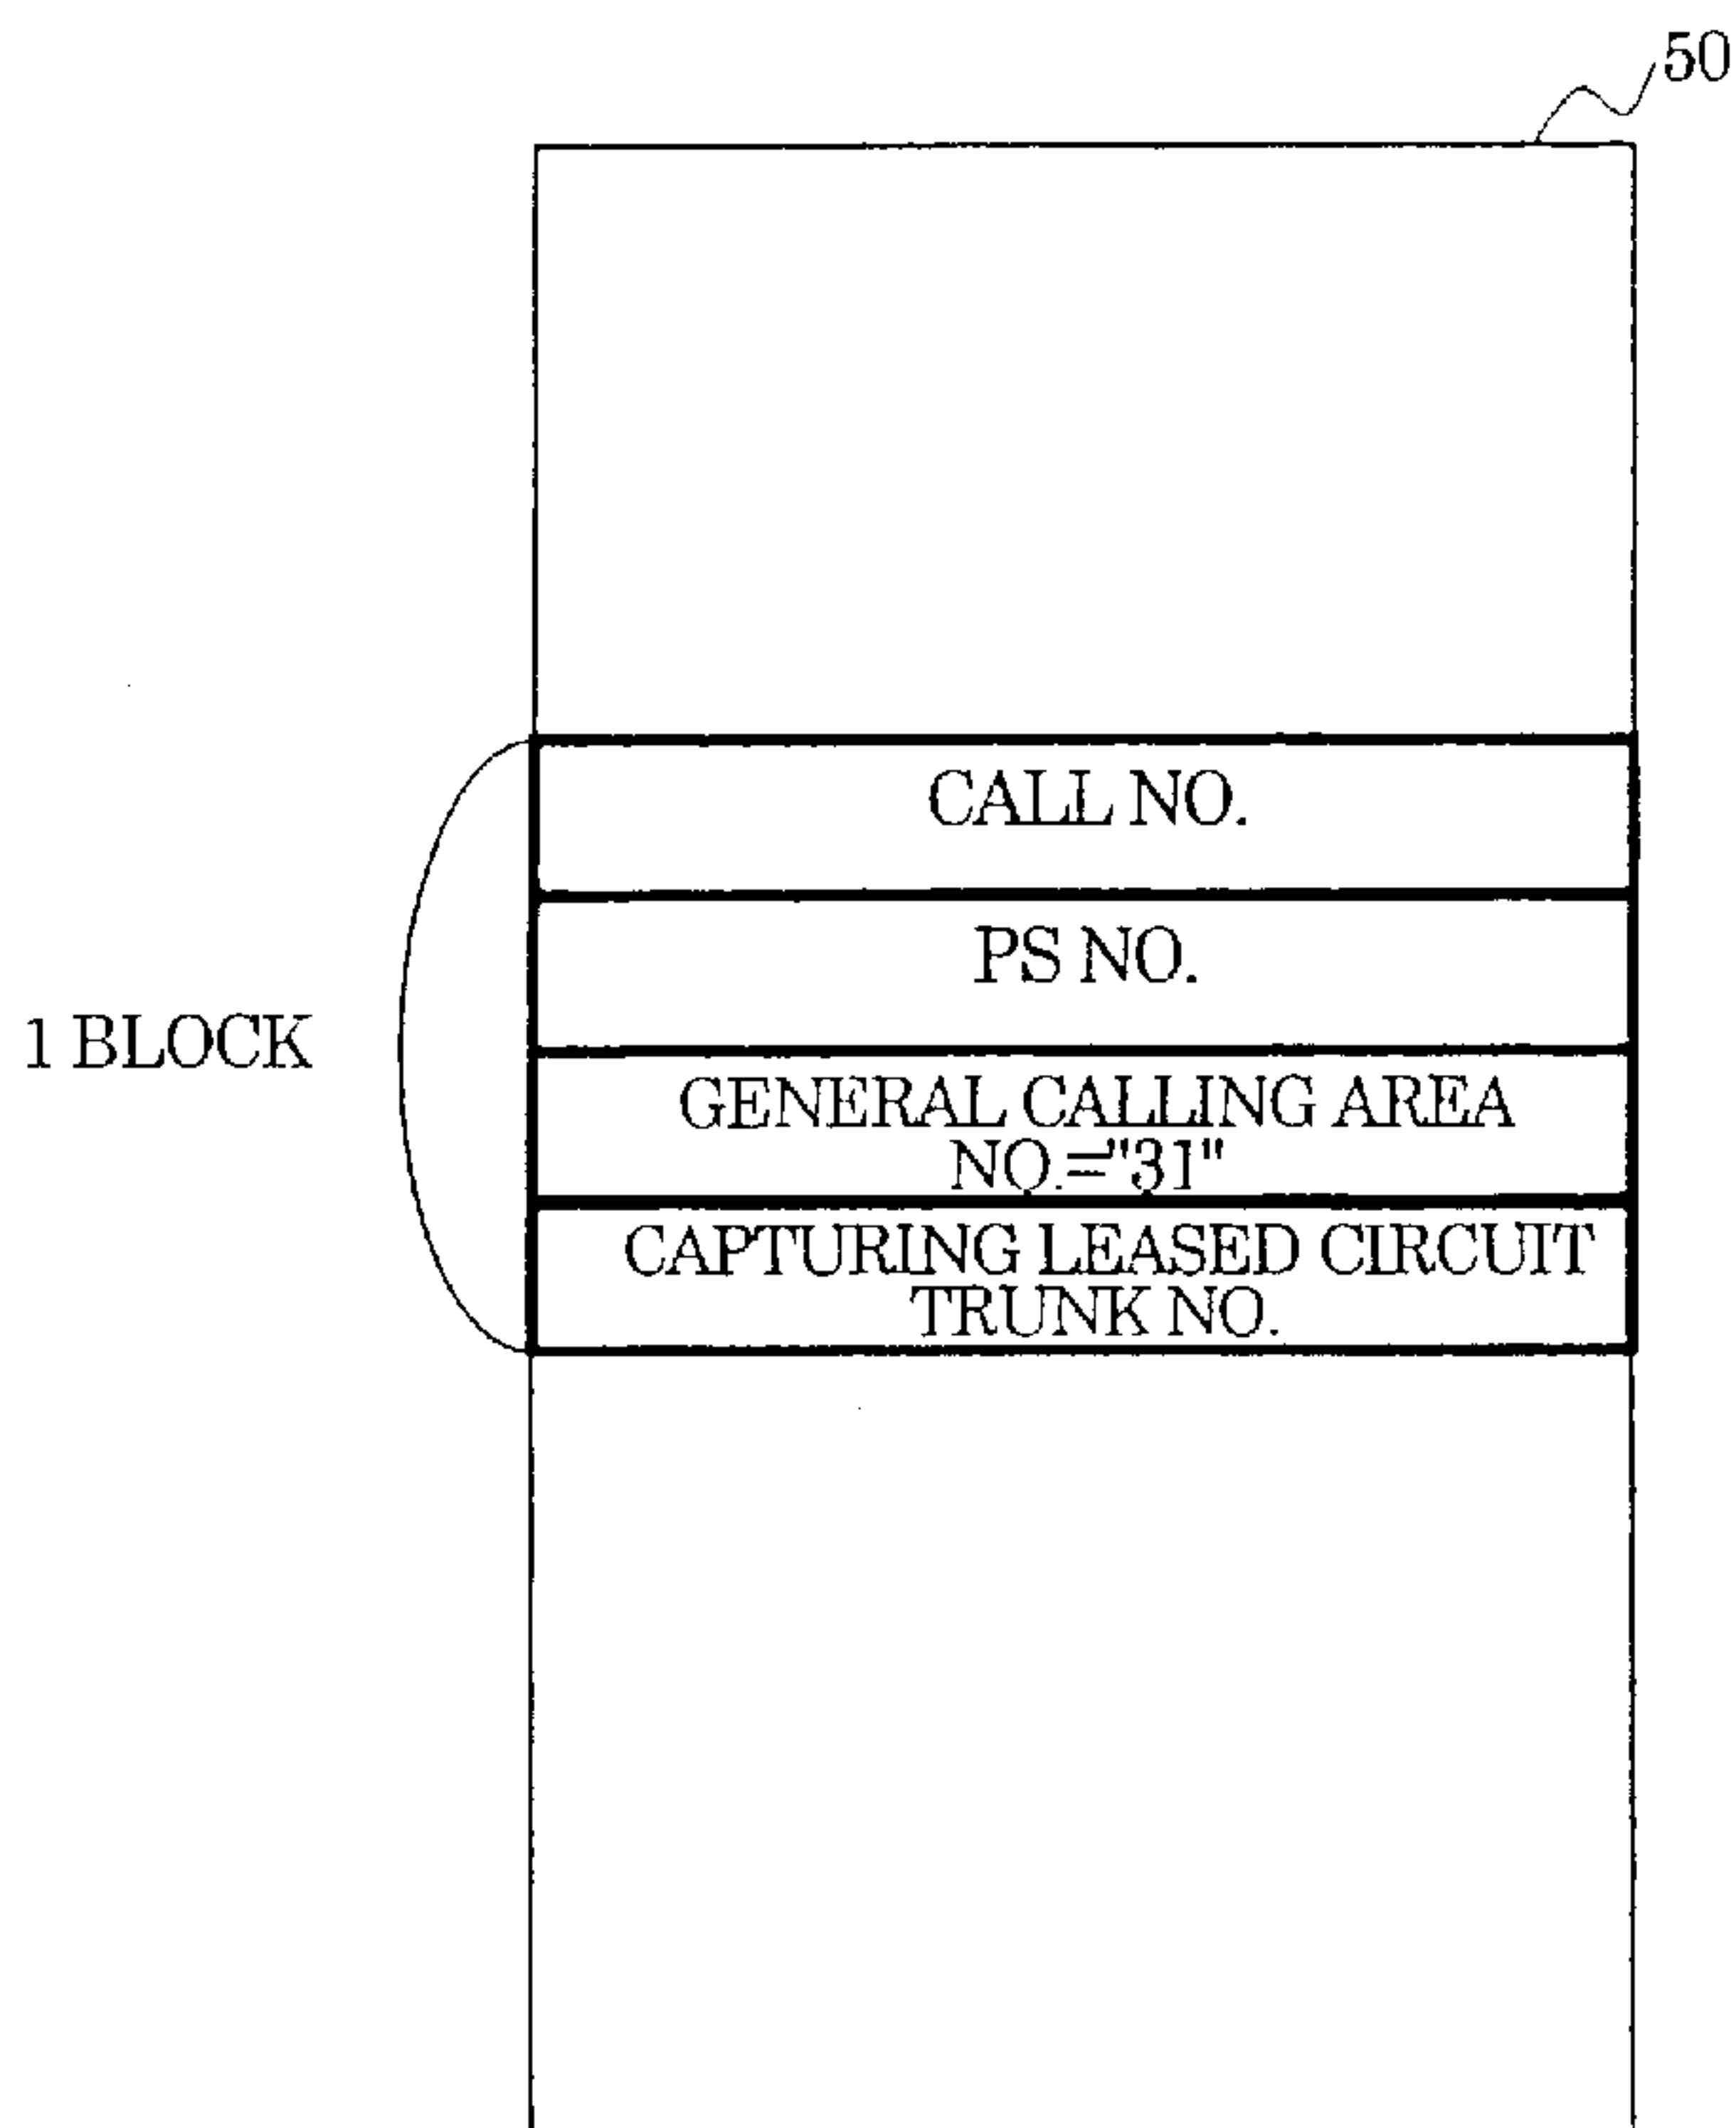 50
CALL NO.
PS NO.
1 BLOCK
GENERAL CALLING AREA
NO.="31"
CAPTURING LEASED CIRCUIT
TRUNK NO.